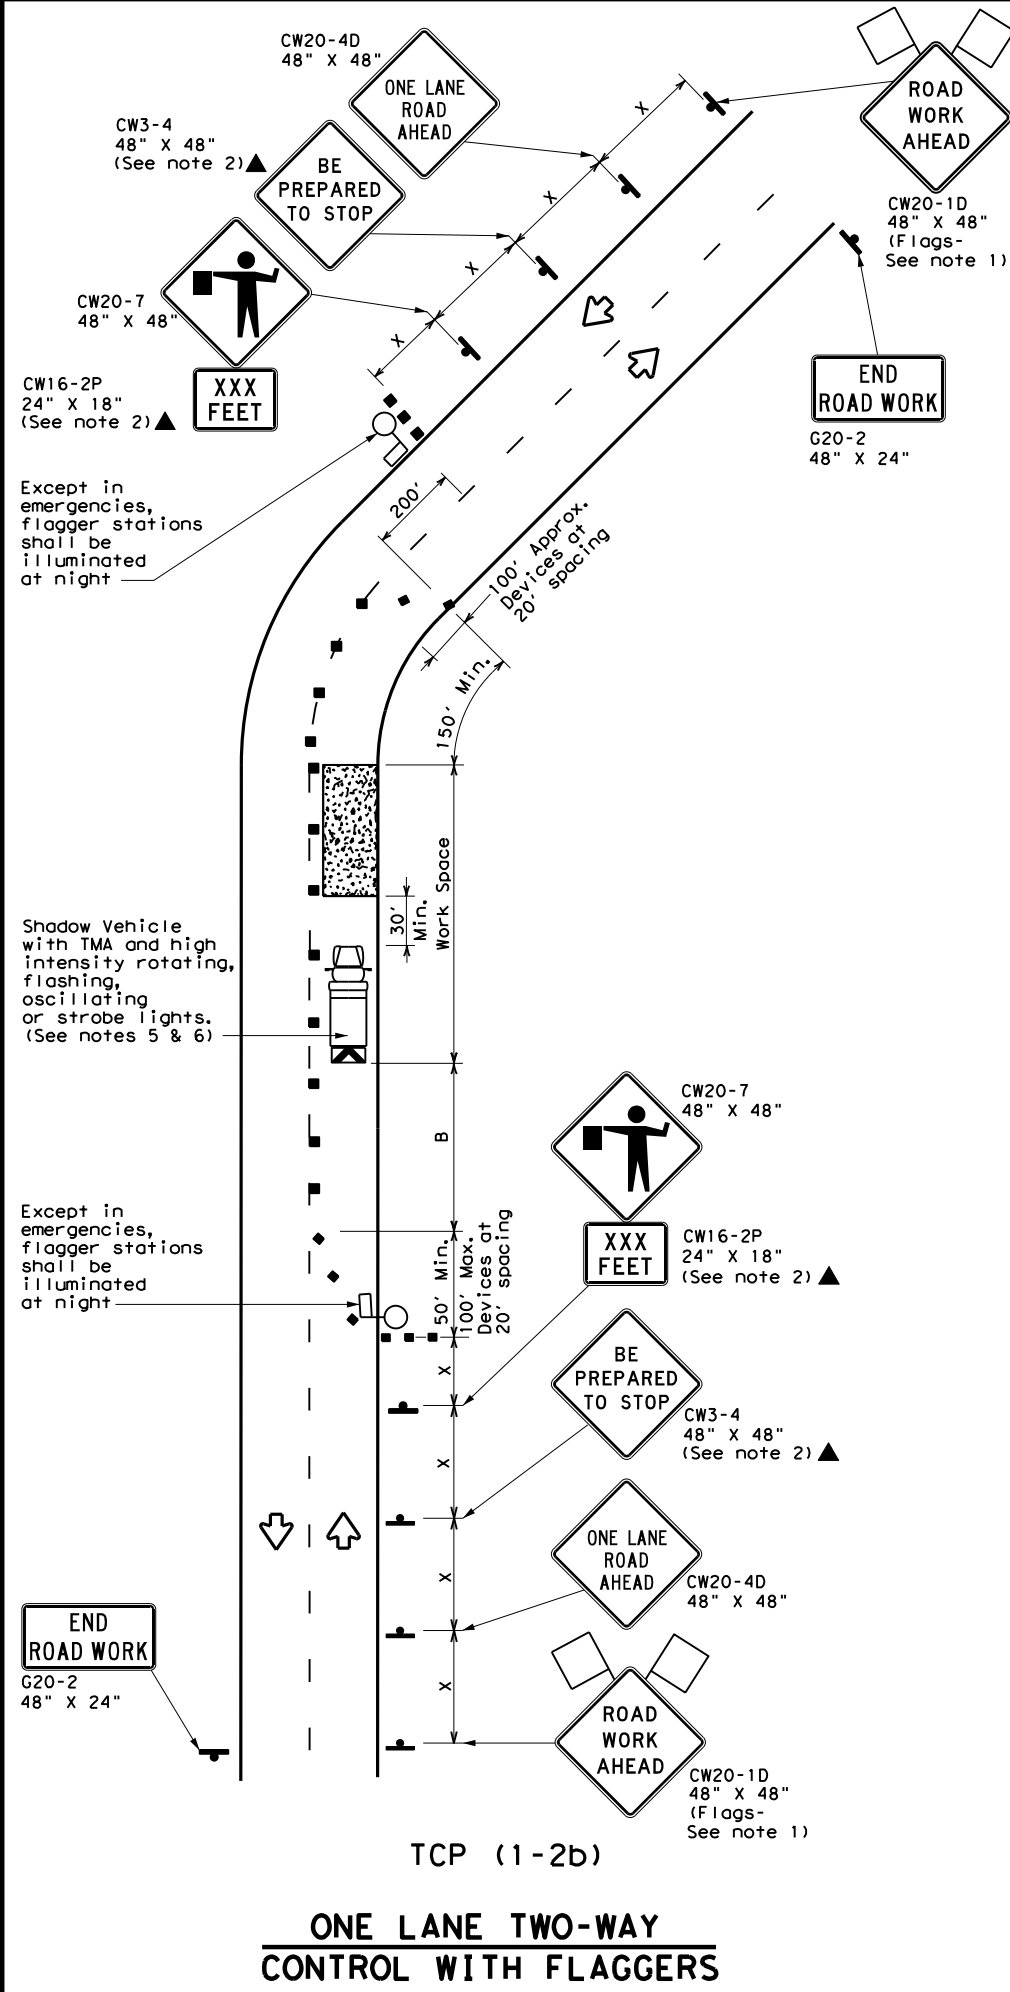 CW20-4D
48" X 48"
ONE LANE
ROAD
AHEAD
ROAD
WORK
AHEAD
CW20-1D
48" X 48"
(Flags-
See note 1)
CW3-4
48" X 48"
(See note 2)▲
BE
PREPARED
TO STOP
X
X
X
X
CW20-7
48" X 48"
CW16-2P
24" X 18"
(See note 2)▲
XXX
FEET
END
ROAD WORK
G20-2
48" X 24"
Except in
emergencies,
flagger stations
shall be
illuminated
at night
200'
100' Approx.
Devices at
20' spacing
150' Min.
Work Space
30'
Min.
Shadow Vehicle
with TMA and high
intensity rotating,
flashing,
oscillating
or strobe lights.
(See notes 5 & 6)
B
CW20-7
48" X 48"
XXX
FEET
CW16-2P
24" X 18"
(See note 2)▲
Except in
emergencies,
flagger stations
shall be
illuminated
at night
50' Min.
100' Max.
Devices at
20' spacing
X
BE
PREPARED
TO STOP
CW3-4
48" X 48"
(See note 2)▲
X
ONE LANE
ROAD
AHEAD
CW20-4D
48" X 48"
X
END
ROAD WORK
G20-2
48" X 24"
X
ROAD
WORK
AHEAD
CW20-1D
48" X 48"
(Flags-
See note 1)
TCP (1-2b)
ONE LANE TWO-WAY
CONTROL WITH FLAGGERS